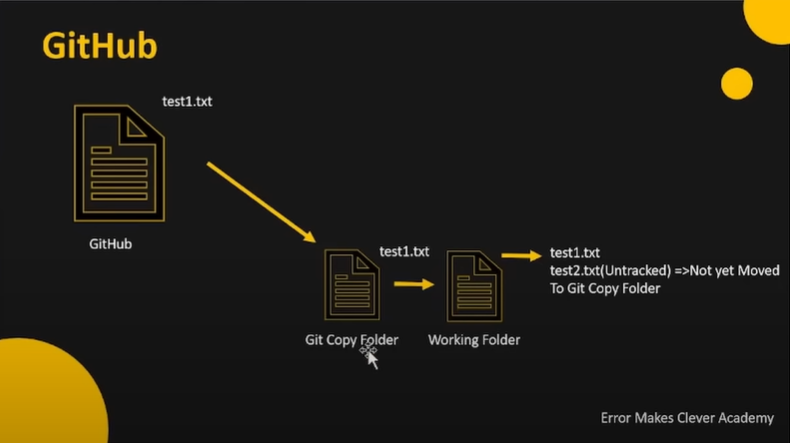 GitHub
test1.txt
GitHub
test1.txt
test1.txt
test2.txt(Untracked) =>Not yet Moved
To Git Copy Folder
Git Copy Folder
Working Folder
Error Makes Clever Academy